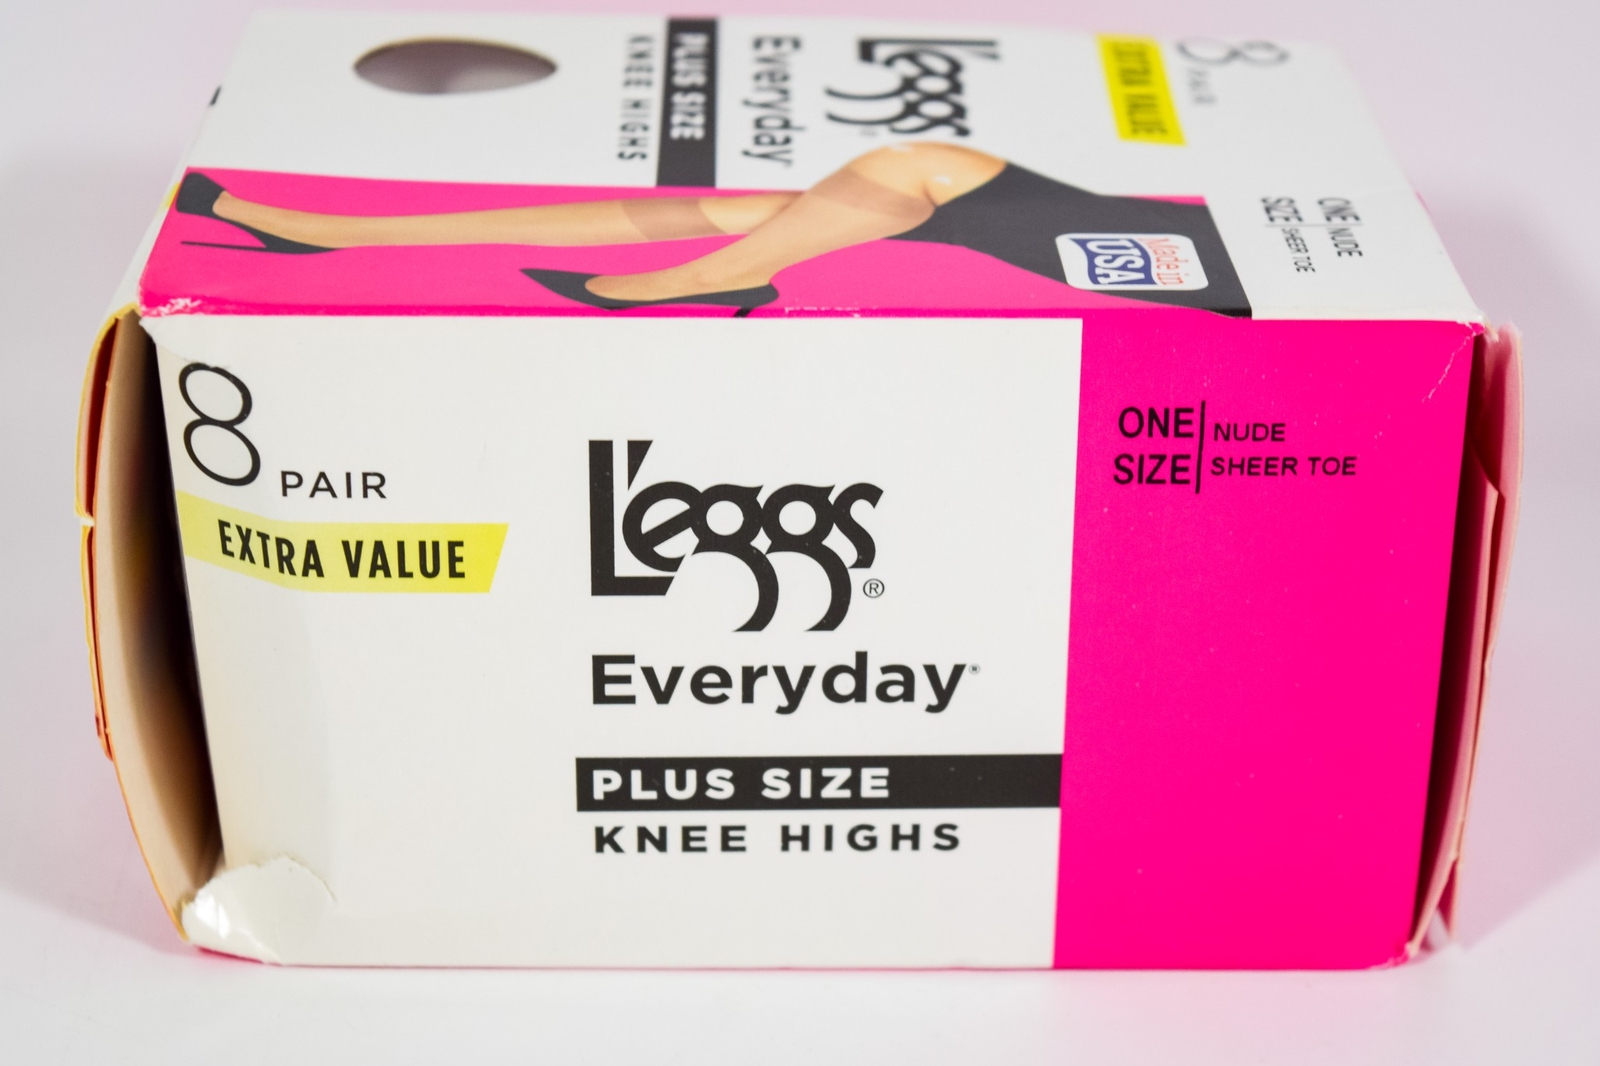 8 PAIR
EXTRA VALUE
L'eggs®
Everyday
PLUS SIZE
KNEE HIGHS
Made in
USA
ONE SIZE
NUDE
SHEER TOE
8 PAIR
EXTRA VALUE
L'eggs®
Everyday®
PLUS SIZE
KNEE HIGHS
ONE SIZE
NUDE
SHEER TOE